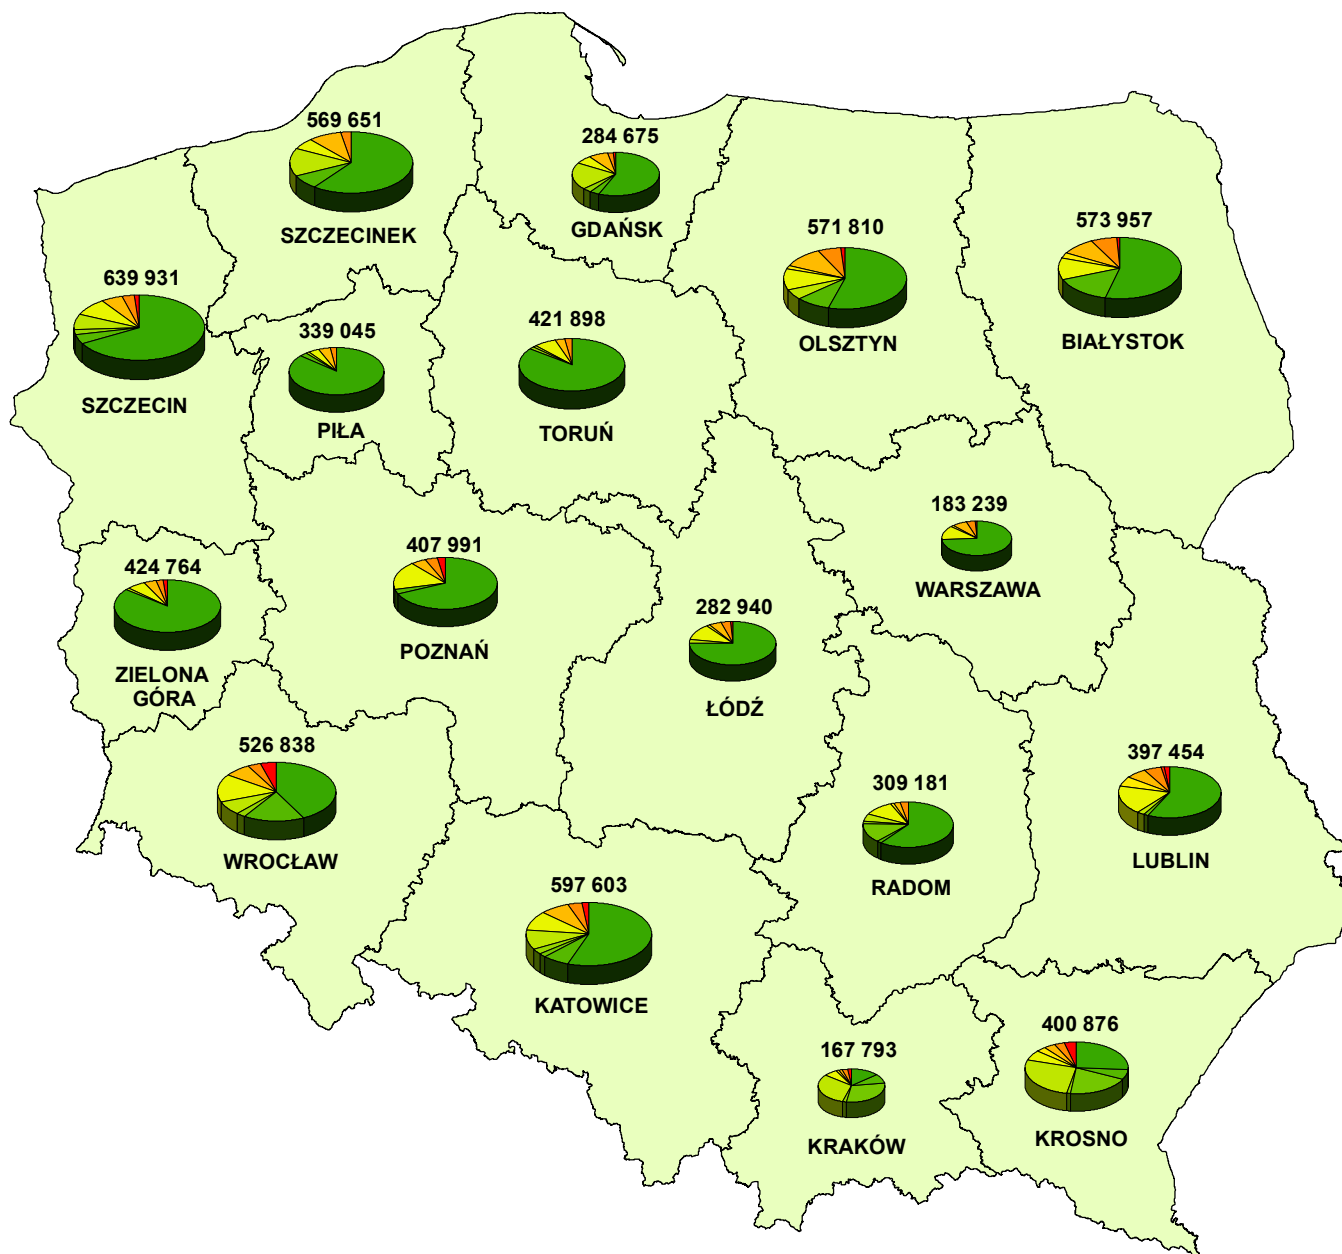 569 651
SZCZECINEK
284 675
GDAŃSK
571 810
OLSZTYN
573 957
BIAŁYSTOK
639 931
SZCZECIN
339 045
PIŁA
421 898
TORUŃ
183 239
WARSZAWA
424 764
ZIELONA
GÓRA
407 991
POZNAŃ
282 940
ŁÓDŹ
526 838
WROCŁAW
309 181
RADOM
397 454
LUBLIN
597 603
KATOWICE
167 793
KRAKÓW
400 876
KROSNO